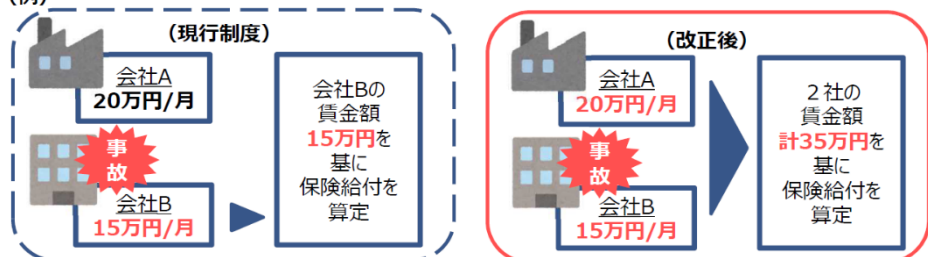 (例)
（現行制度）
会社A
20万円/月
事
故
会社B
15万円/月
会社Bの
賃金額
15万円を
基に
保険給付を
算定
（改正後）
会社A
20万円/月
事
故
会社B
15万円/月
２社の
賃金額
計35万円を
基に
保険給付を
算定